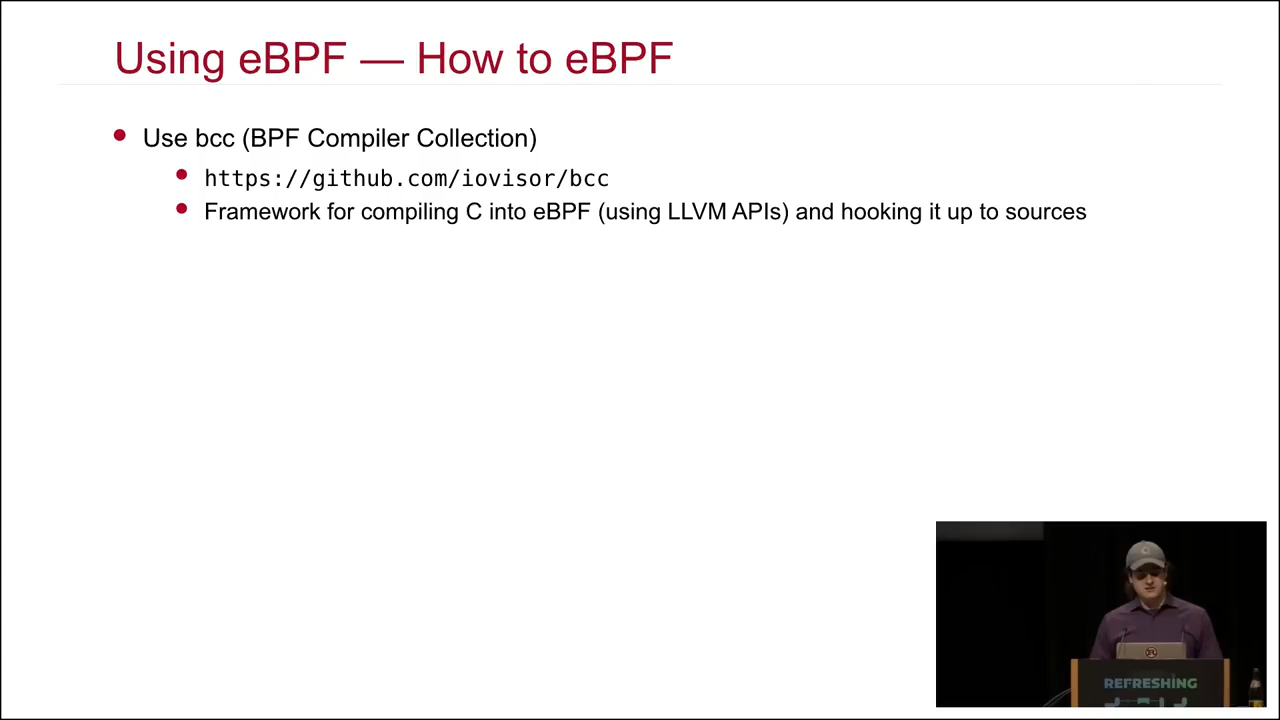 Using eBPF — How to eBPF
Use bcc (BPF Compiler Collection)
https://github.com/iovisor/bcc
Framework for compiling C into eBPF (using LLVM APIs) and hooking it up to sources
REFRESHING